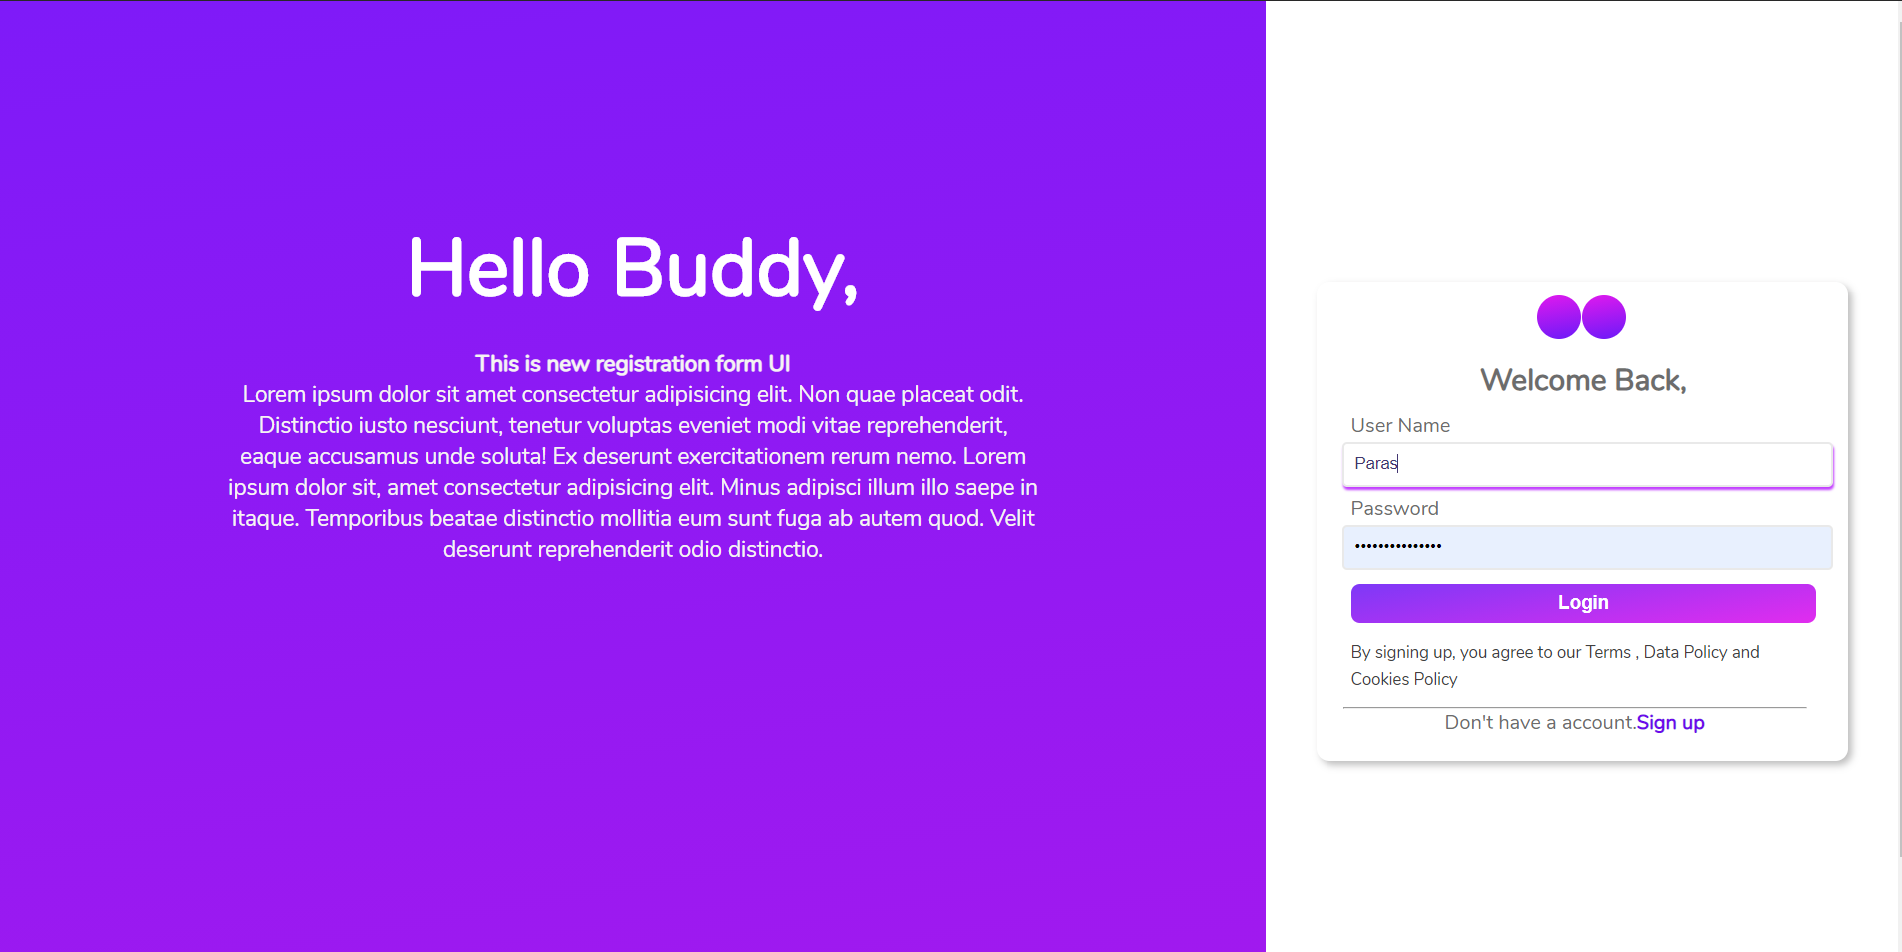 Hello Buddy,
This is new registration form UI
Lorem ipsum dolor sit amet consectetur adipisicing elit. Non quae placeat odit.
Distinctio iusto nesciunt, tenetur voluptas eveniet modi vitae reprehenderit,
eaque accusamus unde soluta! Ex deserunt exercitationem rerum nemo. Lorem
ipsum dolor sit, amet consectetur adipisicing elit. Minus adipisci illum illo saepe in
itaque. Temporibus beatae distinctio mollitia eum sunt fuga ab autem quod. Velit
deserunt reprehenderit odio distinctio.
Welcome Back,
User Name
Paras
Password
•••••••••••••••
Login
By signing up, you agree to our Terms , Data Policy and
Cookies Policy
Don't have a account.Sign up